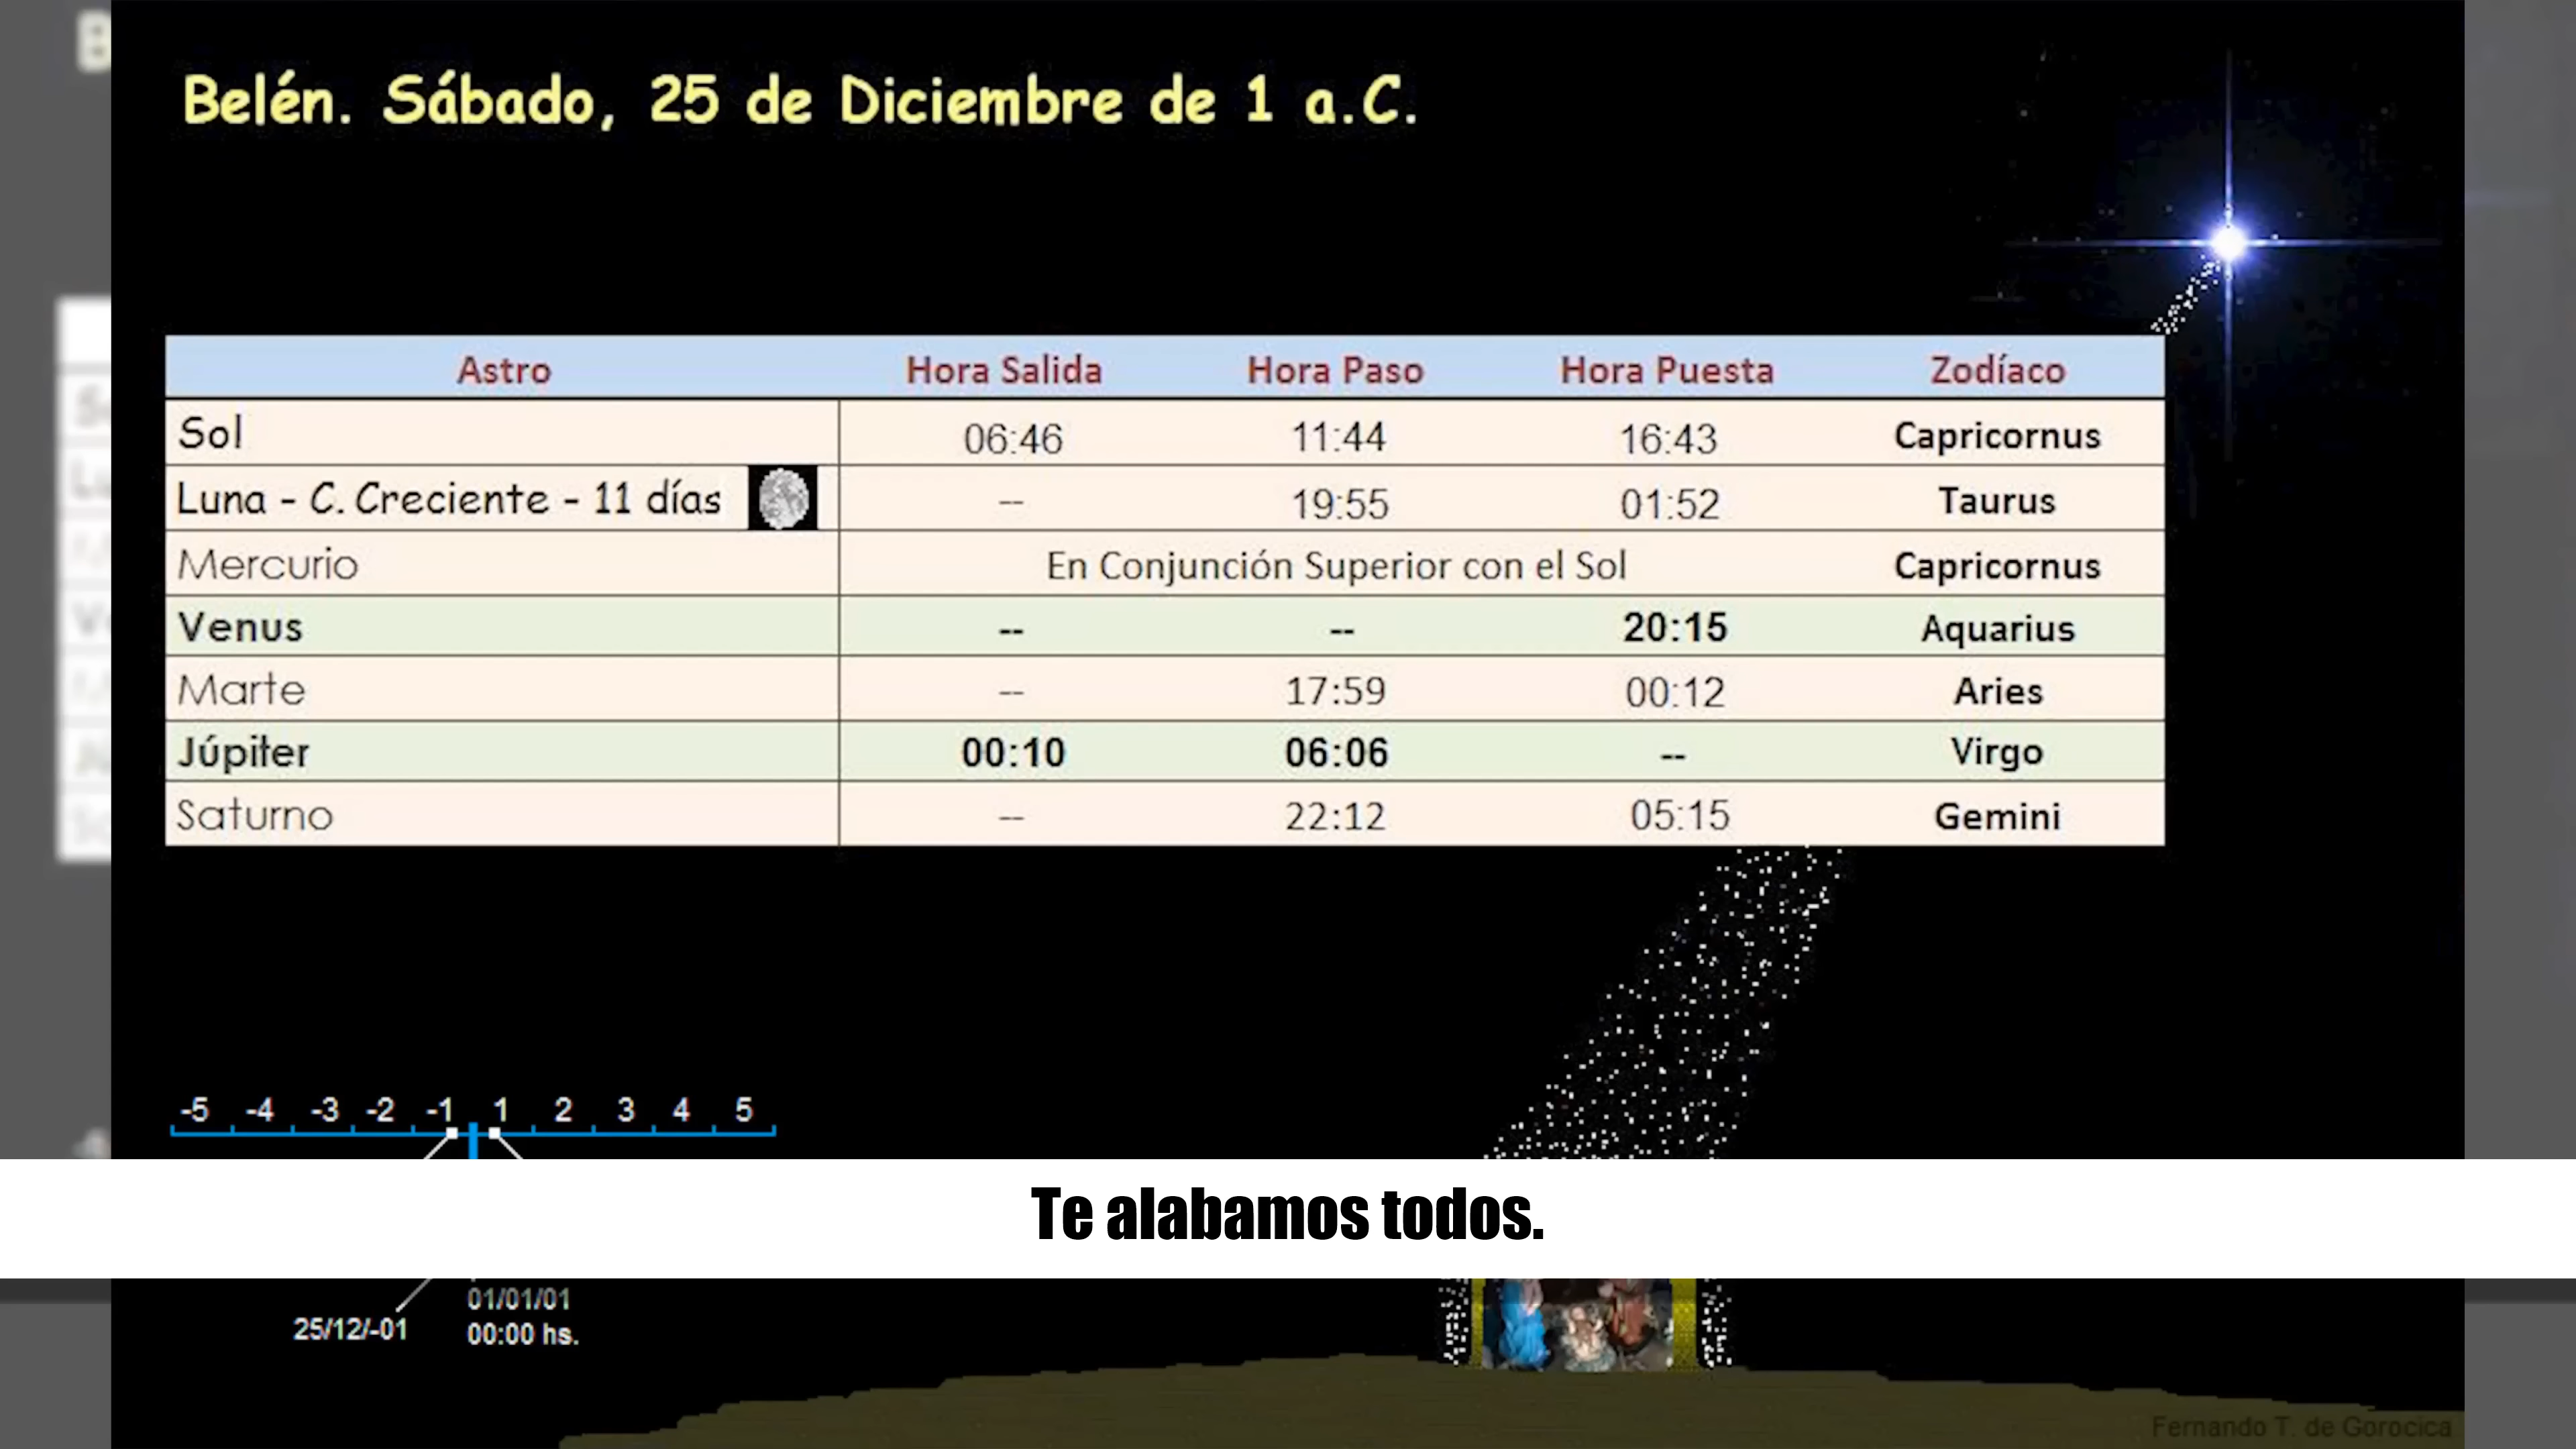 Belén. Sábado, 25 de Diciembre de 1 a.C.
Astro Hora Salida Hora Paso Hora Puesta Zodíaco
Sol 06:46 11:44 16:43 Capricornus
Luna - C. Creciente - 11 días -- 19:55 01:52 Taurus
Mercurio En Conjunción Superior con el Sol Capricornus
Venus -- -- 20:15 Aquarius
Marte -- 17:59 00:12 Aries
Júpiter 00:10 06:06 -- Virgo
Saturno -- 22:12 05:15 Gemini
-5 -4 -3 -2 -1 1 2 3 4 5
Te alabamos todos.
25/12/-01
01/01/01
00:00 hs.
Fernando T. de Gorocica